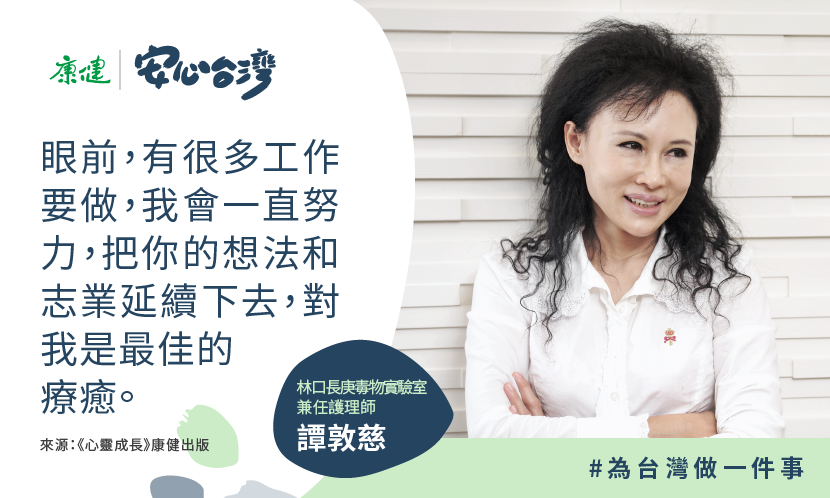 康健 安心台灣
眼前,有很多工作
要做,我會一直努
力,把你的想法和
志業延續下去,對
我是最佳的
療癒。
來源:《心靈成長》康健出版
林口長庚毒物實驗室
兼任護理師
譚敦慈
#為台灣做一件事